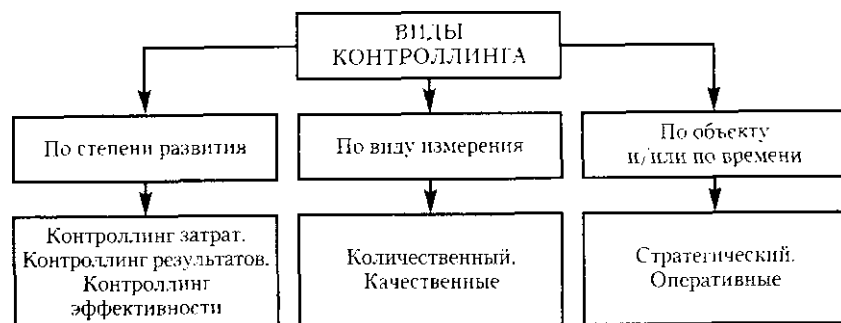 ВИДЫ
КОНТРОЛЛИНГА
По степени развития
По виду измерения
По объекту
и/или по времени
Контроллинг затрат.
Контроллинг результатов.
Контроллинг
эффективности
Количественный.
Качественные
Стратегический.
Оперативные